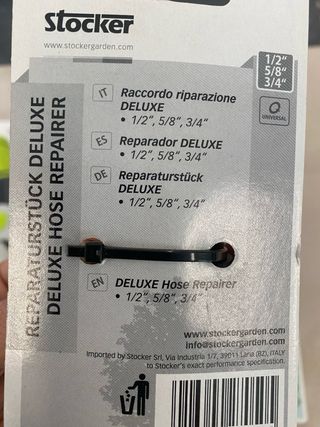 Stocker
www.stockergarden.com
1/2"
5/8"
3/4"
UNIVERSAL
IT
Raccordo riparazione
DELUXE
• 1/2", 5/8", 3/4"
ES
Reparador DELUXE
• 1/2", 5/8", 3/4"
DE
Reparaturstück
DELUXE
• 1/2", 5/8", 3/4"
EN
DELUXE Hose Repairer
• 1/2", 5/8", 3/4"
REPARATURSTÜCK DELUXE
DELUXE HOSE REPAIRER
www.stockergarden.com
info@stockergarden.com
Imported by Stocker Srl, Via Industria 1/7, 39011 Lana (BZ), ITALY
to Stocker's exact performance specification.